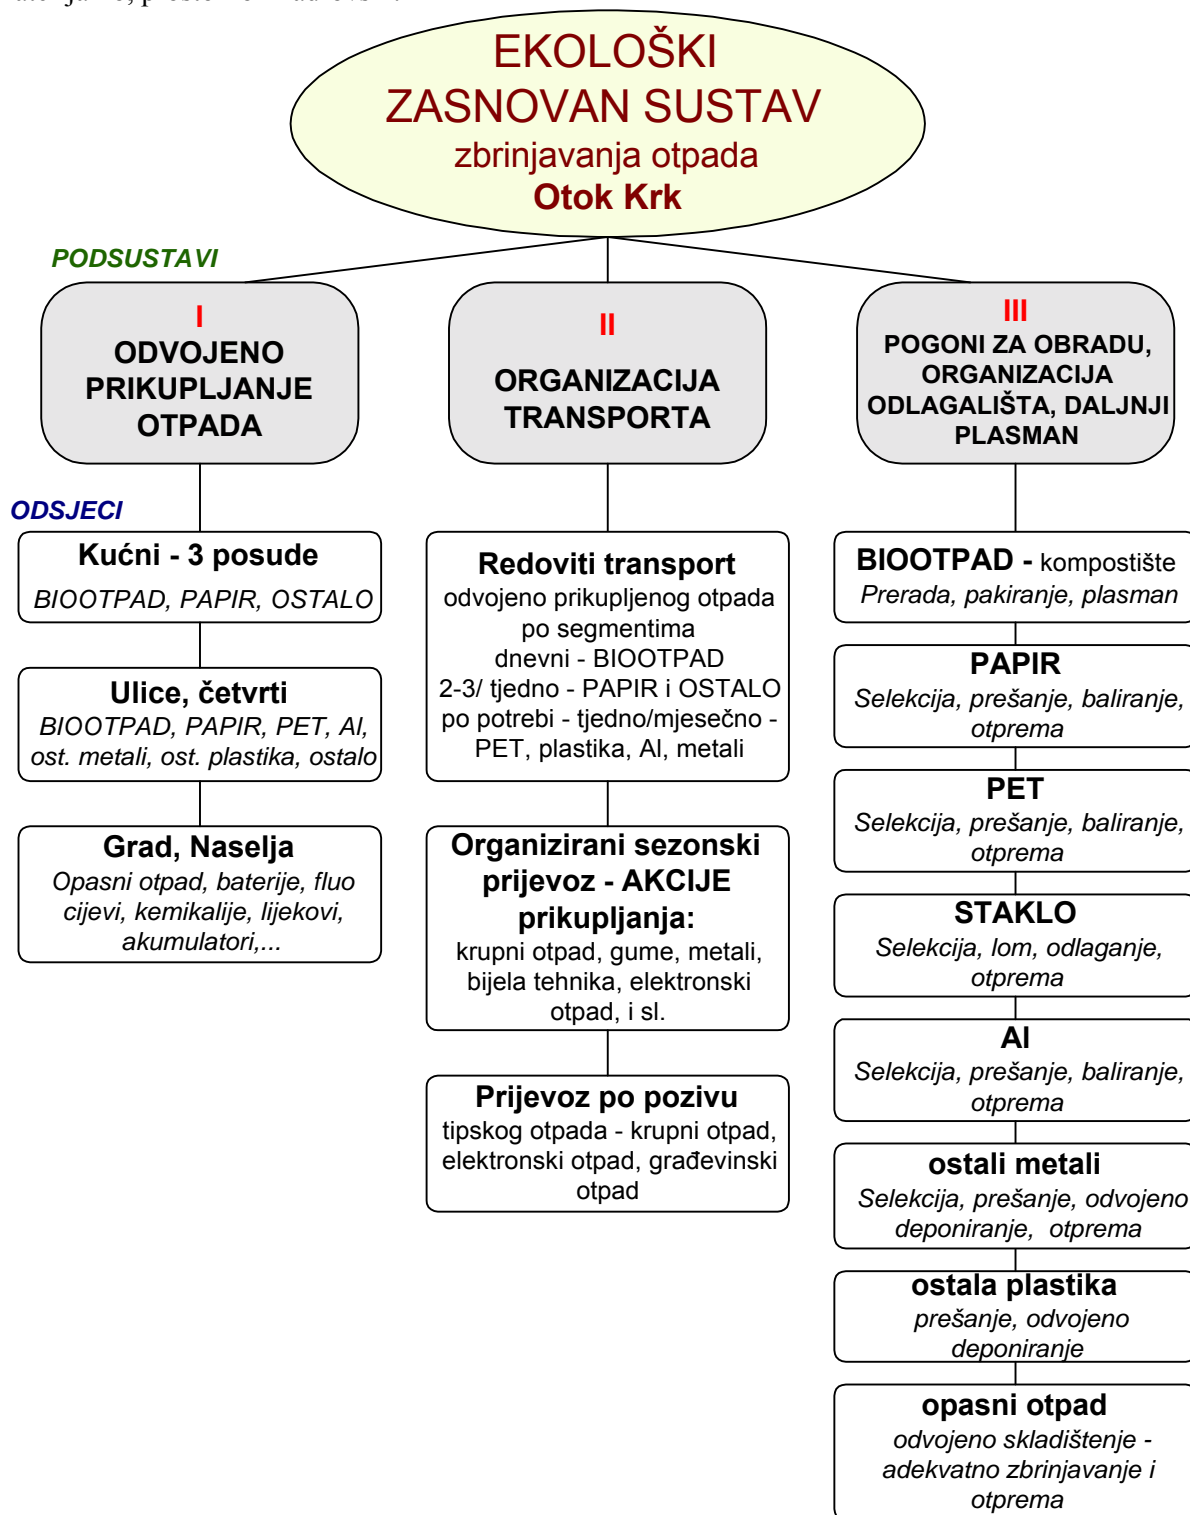 EKOLOŠKI
ZASNOVAN SUSTAV
zbrinjavanja otpada
Otok Krk
PODSUSTAVI
I
ODVOJENO
PRIKUPLJANJE
OTPADA
II
ORGANIZACIJA
TRANSPORTA
III
POGONI ZA OBRADU,
ORGANIZACIJA
ODLAGALIŠTA, DALJNJI
PLASMAN
ODSJECI
Kućni - 3 posude
BIOOTPAD, PAPIR, OSTALO
Ulice, četvrti
BIOOTPAD, PAPIR, PET, Al,
ost. metali, ost. plastika, ostalo
Grad, Naselja
Opasni otpad, baterije, fluo
cijevi, kemikalije, lijekovi,
akumulatori,...
Redoviti transport
odvojeno prikupljenog otpada
po segmentima
dnevni - BIOOTPAD
2-3/ tjedno - PAPIR i OSTALO
po potrebi - tjedno/mjesečno -
PET, plastika, Al, metali
Organizirani sezonski
prijevoz - AKCIJE
prikupljanja:
krupni otpad, gume, metali,
bijela tehnika, elektronski
otpad, i sl.
Prijevoz po pozivu
tipskog otpada - krupni otpad,
elektronski otpad, građevinski
otpad
BIOOTPAD - kompostište
Prerada, pakiranje, plasman
PAPIR
Selekcija, prešanje, baliranje,
otprema
PET
Selekcija, prešanje, baliranje,
otprema
STAKLO
Selekcija, lom, odlaganje,
otprema
Al
Selekcija, prešanje, baliranje,
otprema
ostali metali
Selekcija, prešanje, odvojeno
deponiranje, otprema
ostala plastika
prešanje, odvojeno
deponiranje
opasni otpad
odvojeno skladištenje -
adekvatno zbrinjavanje i
otprema